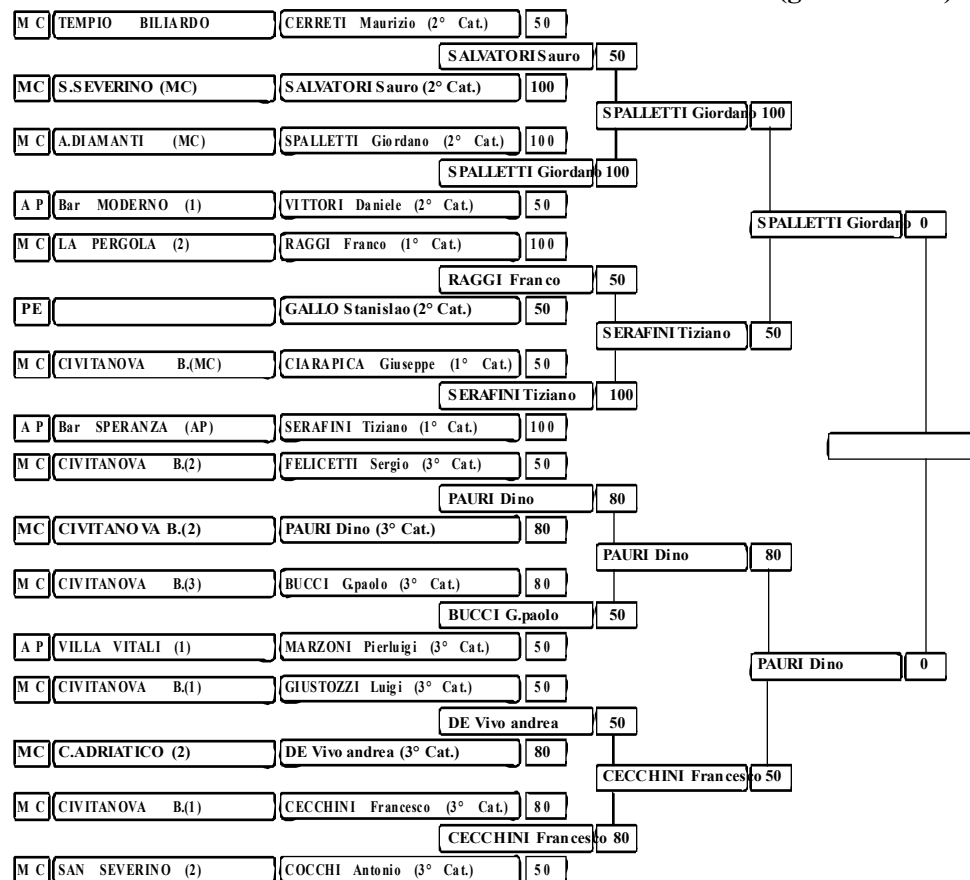 (g
M C TEMPIO BILIARDO CERRETI Maurizio (2° Cat.) 50
SALVATORI Sauro 50
MC S.SEVERINO (MC) SALVATORI Sauro (2° Cat.) 100
SPALLETTI Giordano 100
M C A.DIAMANTI (MC) SPALLETTI Giordano (2° Cat.) 100
SPALLETTI Giordano 100
A P Bar MODERNO (1) VITTORI Daniele (2° Cat.) 50
SPALLETTI Giordano 0
M C LA PERGOLA (2) RAGGI Franco (1° Cat.) 100
RAGGI Franco 50
PE GALLO Stanislao (2° Cat.) 50
SERAFINI Tiziano 50
M C CIVITANOVA B.(MC) CIARAPICA Giuseppe (1° Cat.) 50
SERAFINI Tiziano 100
A P Bar SPERANZA (AP) SERAFINI Tiziano (1° Cat.) 100
M C CIVITANOVA B.(2) FELICETTI Sergio (3° Cat.) 50
PAURI Dino 80
MC CIVITANOVA B.(2) PAURI Dino (3° Cat.) 80
PAURI Dino 80
M C CIVITANOVA B.(3) BUCCI G.paolo (3° Cat.) 80
BUCCI G.paolo 50
A P VILLA VITALI (1) MARZONI Pierluigi (3° Cat.) 50
PAURI Dino 0
M C CIVITANOVA B.(1) GIUSTOZZI Luigi (3° Cat.) 50
DE Vivo andrea 50
MC C.ADRIATICO (2) DE Vivo andrea (3° Cat.) 80
CECCHINI Francesco 50
M C CIVITANOVA B.(1) CECCHINI Francesco (3° Cat.) 80
CECCHINI Francesco 80
M C SAN SEVERINO (2) COCCHI Antonio (3° Cat.) 50